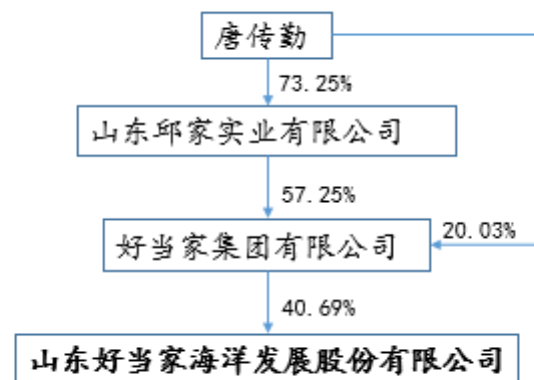 唐传勤
73.25%
山东邱家实业有限公司
57.25%
好当家集团有限公司
20.03%
40.69%
山东好当家海洋发展股份有限公司